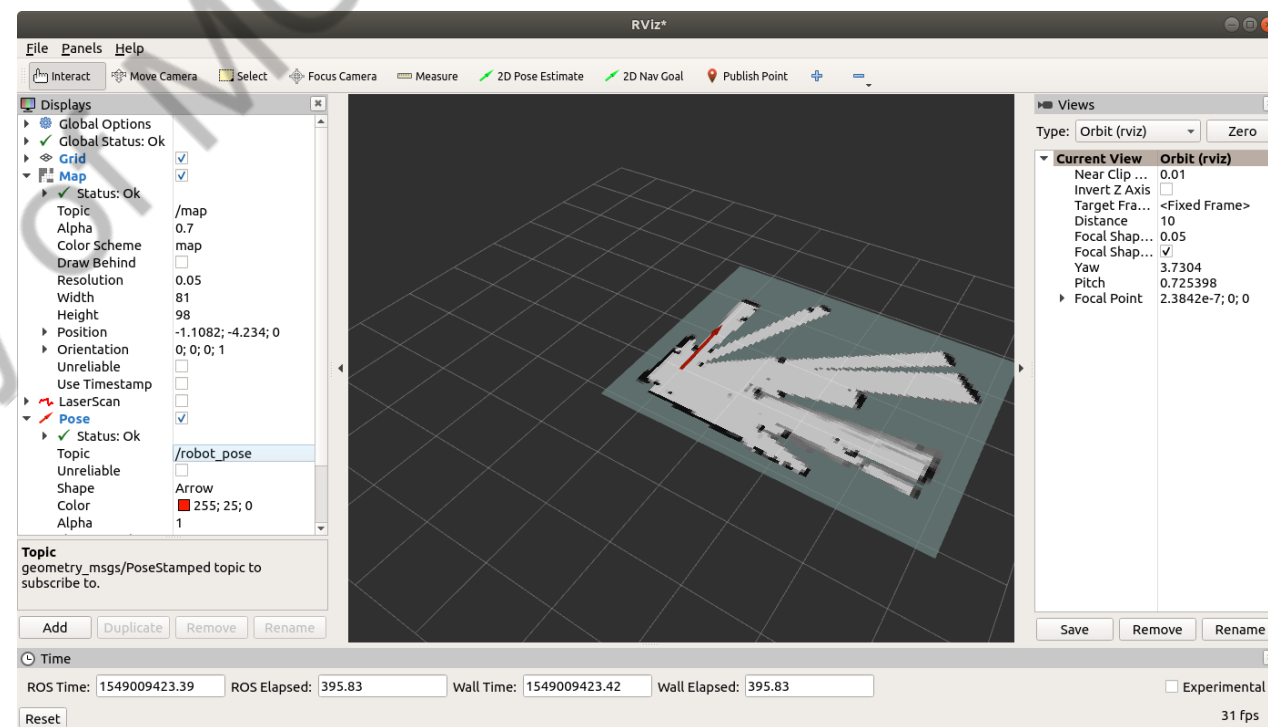 RViz*
File Panels Help
Interact Move Camera Select Focus Camera Measure 2D Pose Estimate 2D Nav Goal Publish Point
Displays
Global Options
Global Status: Ok
Grid
Map
Status: Ok
Topic /map
Alpha 0.7
Color Scheme map
Draw Behind
Resolution 0.05
Width 81
Height 98
Position -1.1082; -4.234; 0
Orientation 0; 0; 0; 1
Unreliable
Use Timestamp
LaserScan
Pose
Status: Ok
Topic /robot_pose
Unreliable
Shape Arrow
Color 255; 25; 0
Alpha 1
Topic
geometry_msgs/PoseStamped topic to
subscribe to.
Add Duplicate Remove Rename
Views
Type: Orbit (rviz) Zero
Current View Orbit (rviz)
Near Clip ... 0.01
Invert Z Axis
Target Fra... <Fixed Frame>
Distance 10
Focal Shap... 0.05
Focal Shap...
Yaw 3.7304
Pitch 0.725398
Focal Point 2.3842e-7; 0; 0
Save Remove Rename
Time
ROS Time: 1549009423.39 ROS Elapsed: 395.83 Wall Time: 1549009423.42 Wall Elapsed: 395.83 Experimental
Reset 31 fps